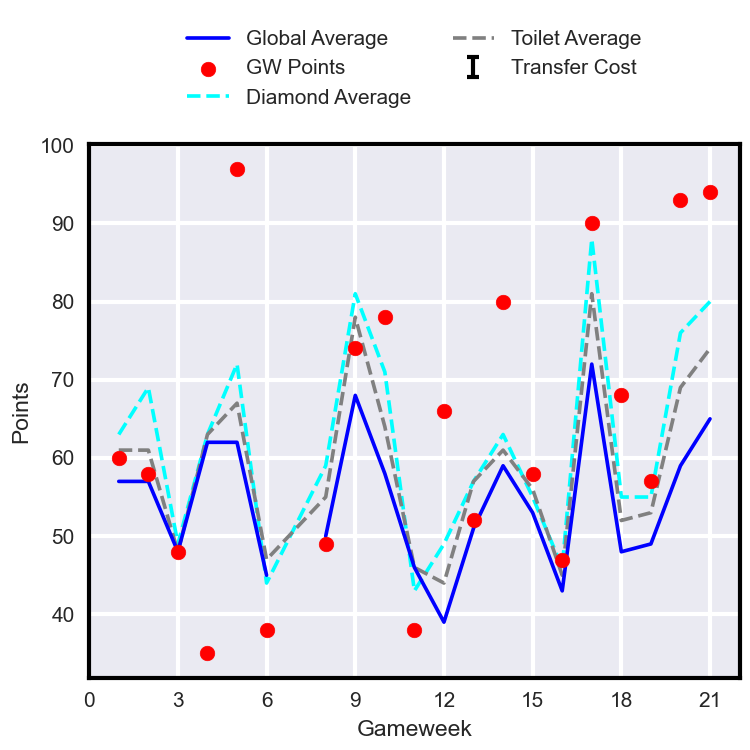 Global Average
GW Points
Diamond Average
Toilet Average
Transfer Cost
100
90
80
70
60
50
40
Points
0 3 6 9 12 15 18 21
Gameweek